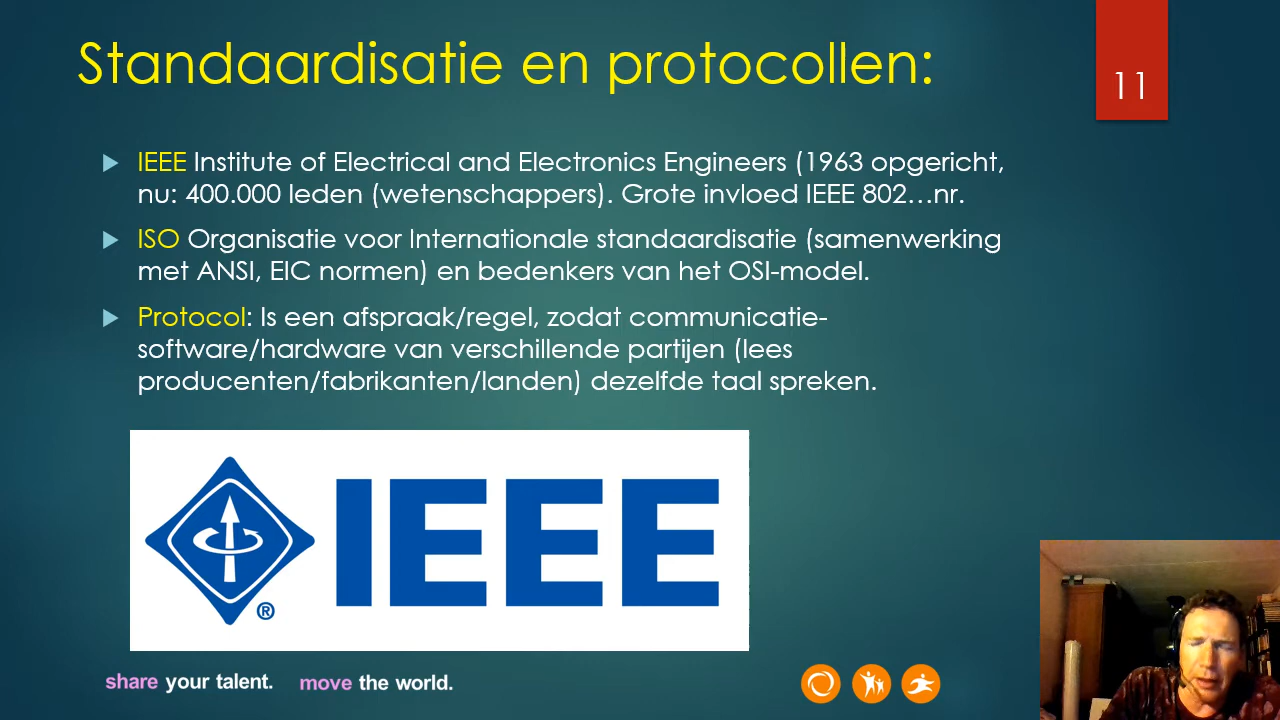 Standaardisatie en protocollen:
11
IEEE Institute of Electrical and Electronics Engineers (1963 opgericht,
nu: 400.000 leden (wetenschappers). Grote invloed IEEE 802…nr.
ISO Organisatie voor Internationale standaardisatie (samenwerking
met ANSI, EIC normen) en bedenkers van het OSI-model.
Protocol: Is een afspraak/regel, zodat communicatie-
software/hardware van verschillende partijen (lees
producenten/fabrikanten/landen) dezelfde taal spreken.
IEEE
®
share your talent. move the world.